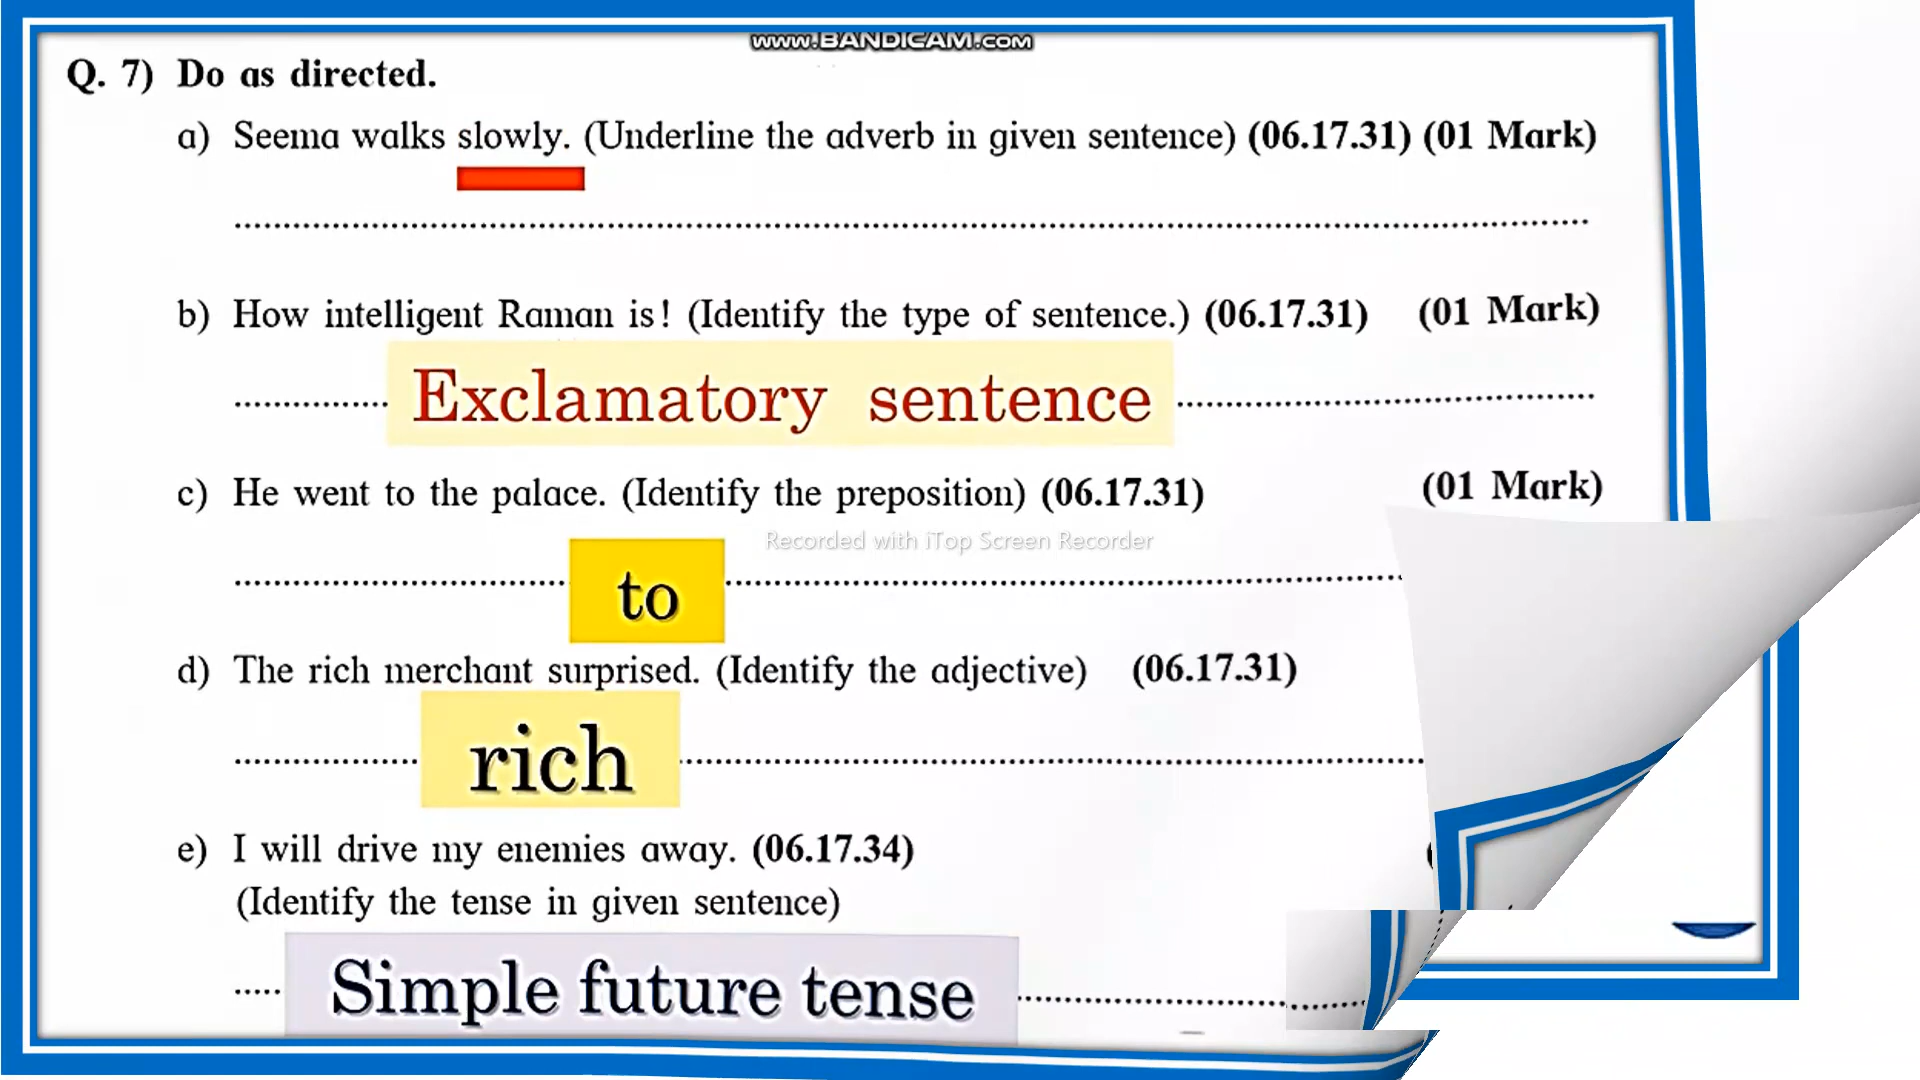 www.BANDICAM.com
Q. 7) Do as directed.
a) Seema walks slowly. (Underline the adverb in given sentence) (06.17.31) (01 Mark)
b) How intelligent Raman is! (Identify the type of sentence.) (06.17.31) (01 Mark)
Exclamatory sentence
c) He went to the palace. (Identify the preposition) (06.17.31) (01 Mark)
Recorded with iTop Screen Recorder
to
d) The rich merchant surprised. (Identify the adjective) (06.17.31)
rich
e) I will drive my enemies away. (06.17.34)
(Identify the tense in given sentence)
Simple future tense